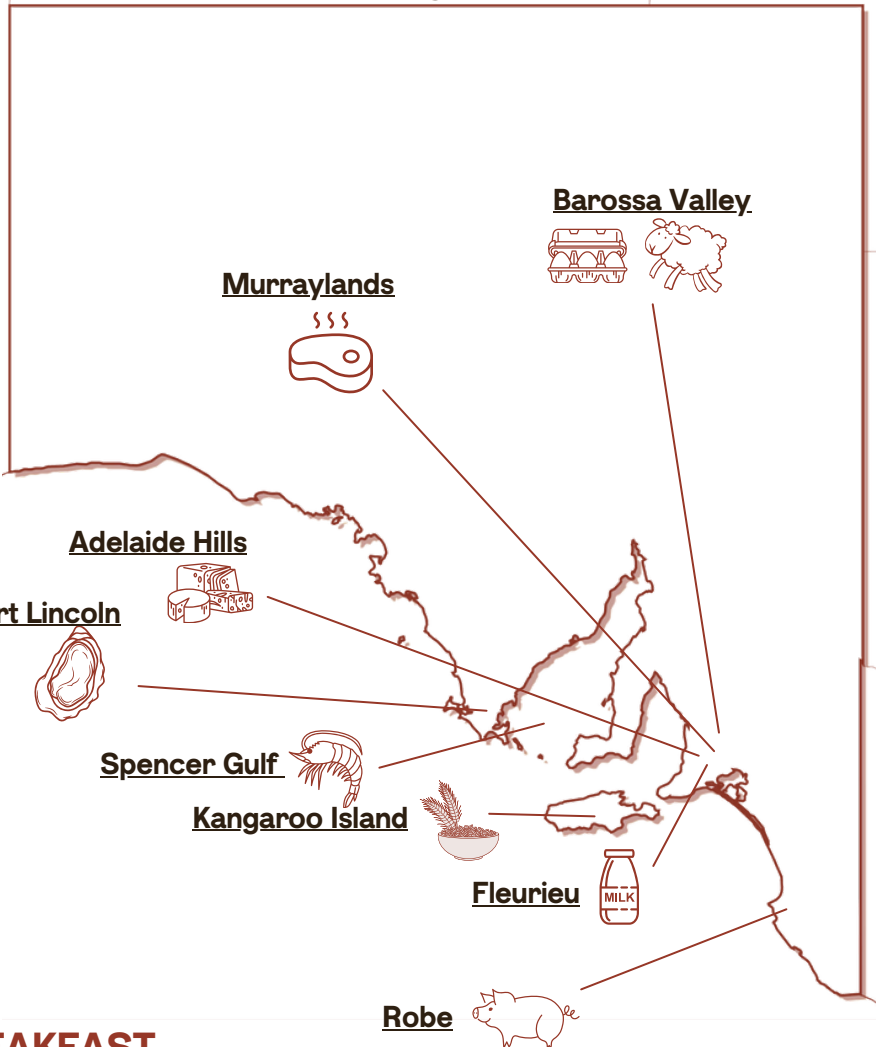 Barossa Valley
Murraylands
Adelaide Hills
rt Lincoln
Spencer Gulf
Kangaroo Island
Fleurieu
MILK
Robe